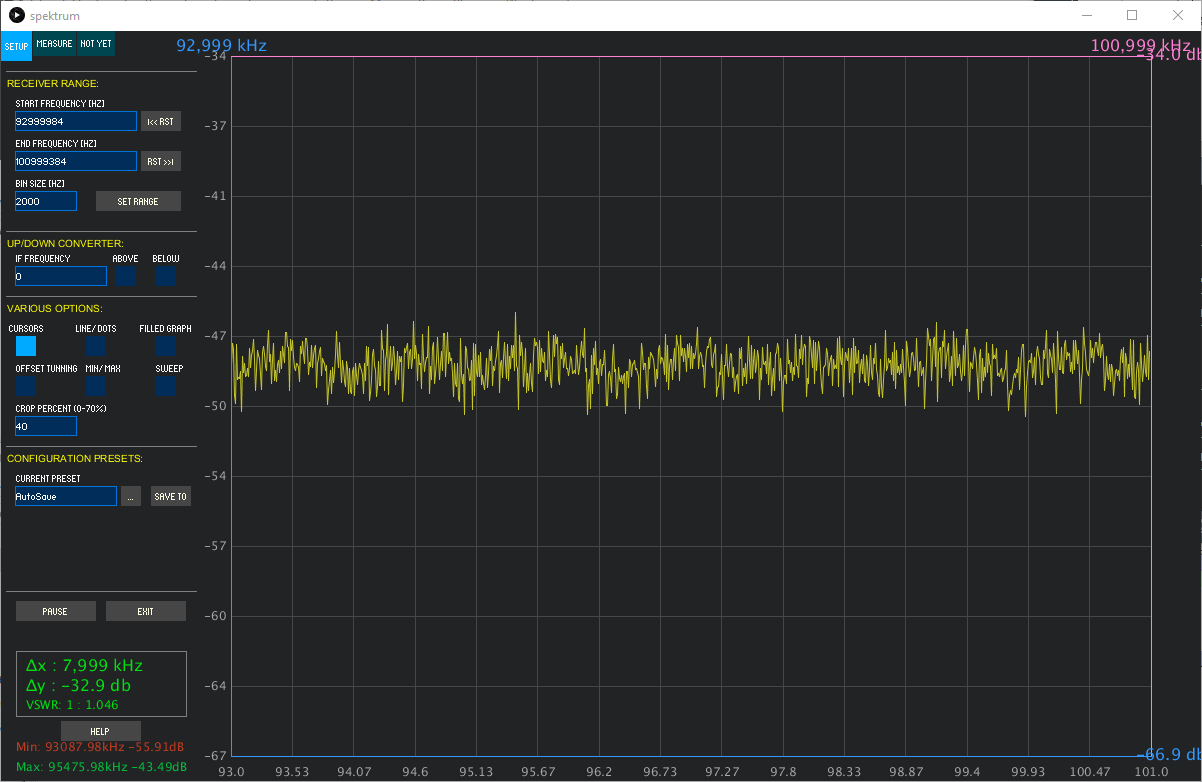 spektrum
SETUP MEASURE NOT YET
92,999 kHz 100,999 kHz
-34.0 db
RECEIVER RANGE:
START FREQUENCY [HZ]
92999984 |<< RST
END FREQUENCY [HZ]
100999384 RST >>|
BIN SIZE [HZ]
2000 SET RANGE
UP/DOWN CONVERTER:
IF FREQUENCY ABOVE BELOW
0
VARIOUS OPTIONS:
CURSORS LINE/DOTS FILLED GRAPH
OFFSET TUNNING MIN/MAX SWEEP
CROP PERCENT (0-70%)
40
CONFIGURATION PRESETS:
CURRENT PRESET
AutoSave ... SAVE TO
PAUSE EXIT
Δx : 7,999 kHz
Δy : -32.9 db
VSWR: 1 : 1.046
HELP
Min: 93087.98kHz -55.91dB
Max: 95475.98kHz -43.49dB
-34
-37
-41
-44
-47
-50
-54
-57
-60
-64
-67
-66.9 db
93.0 93.53 94.07 94.6 95.13 95.67 96.2 96.73 97.27 97.8 98.33 98.87 99.4 99.93 100.47 101.0